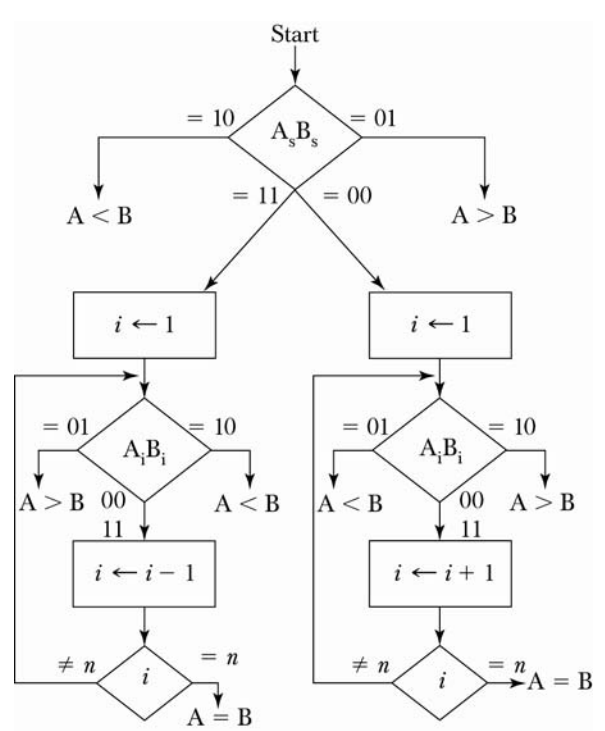 Start
= 10
= 01
AₛBₛ
= 11
= 00
A < B
A > B
i ← 1
i ← 1
= 01
= 10
= 01
= 10
AᵢBᵢ
AᵢBᵢ
A > B
00
A < B
A < B
00
A > B
11
11
i ← i − 1
i ← i + 1
≠ n
= n
≠ n
= n
i
i
A = B
A = B